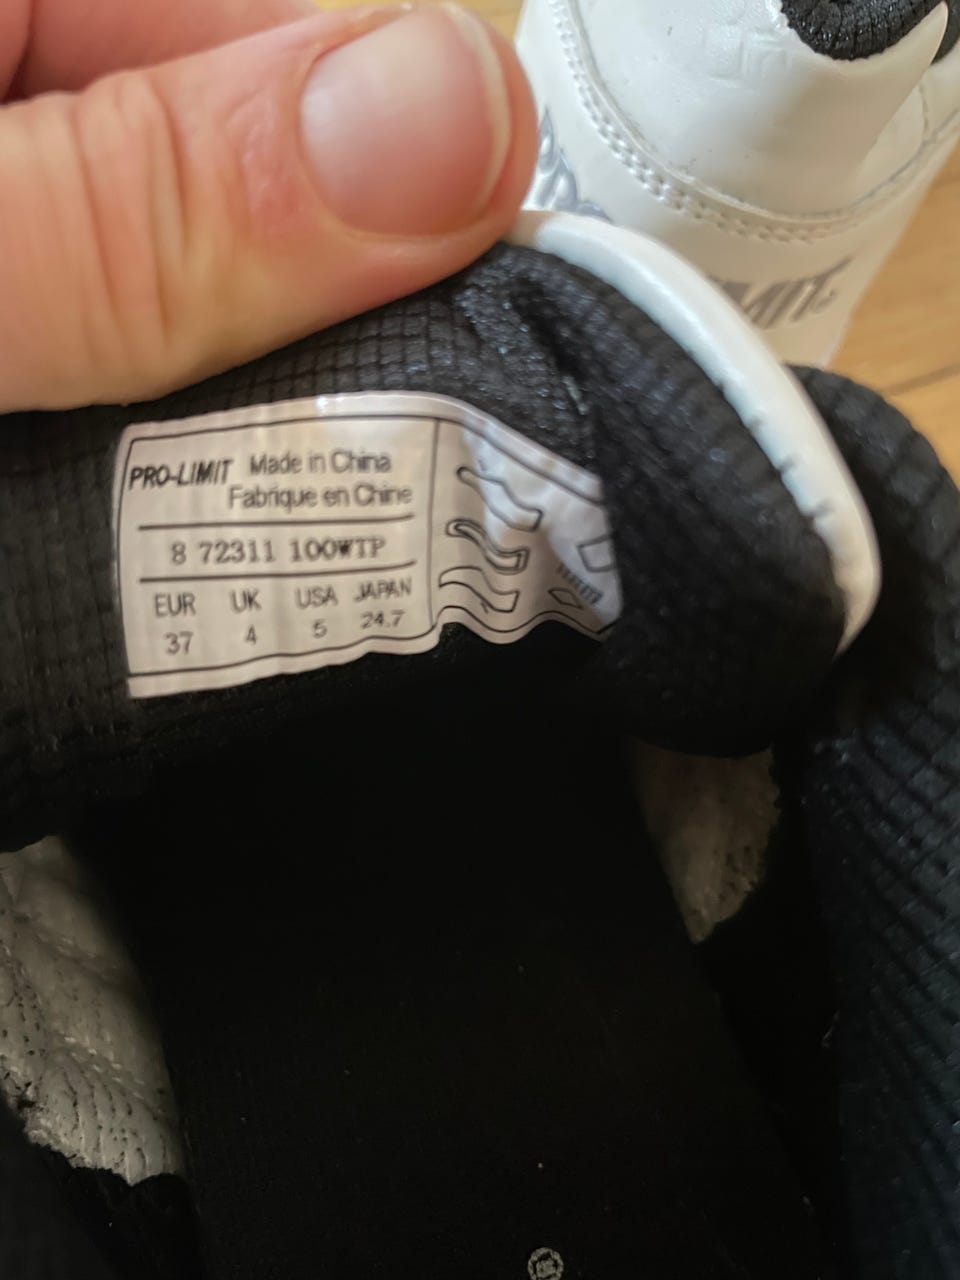 MIT
PRO-LIMIT Made in China
Fabrique en Chine
8 72311 100WTP
EUR UK USA JAPAN
37 4 5 24.7